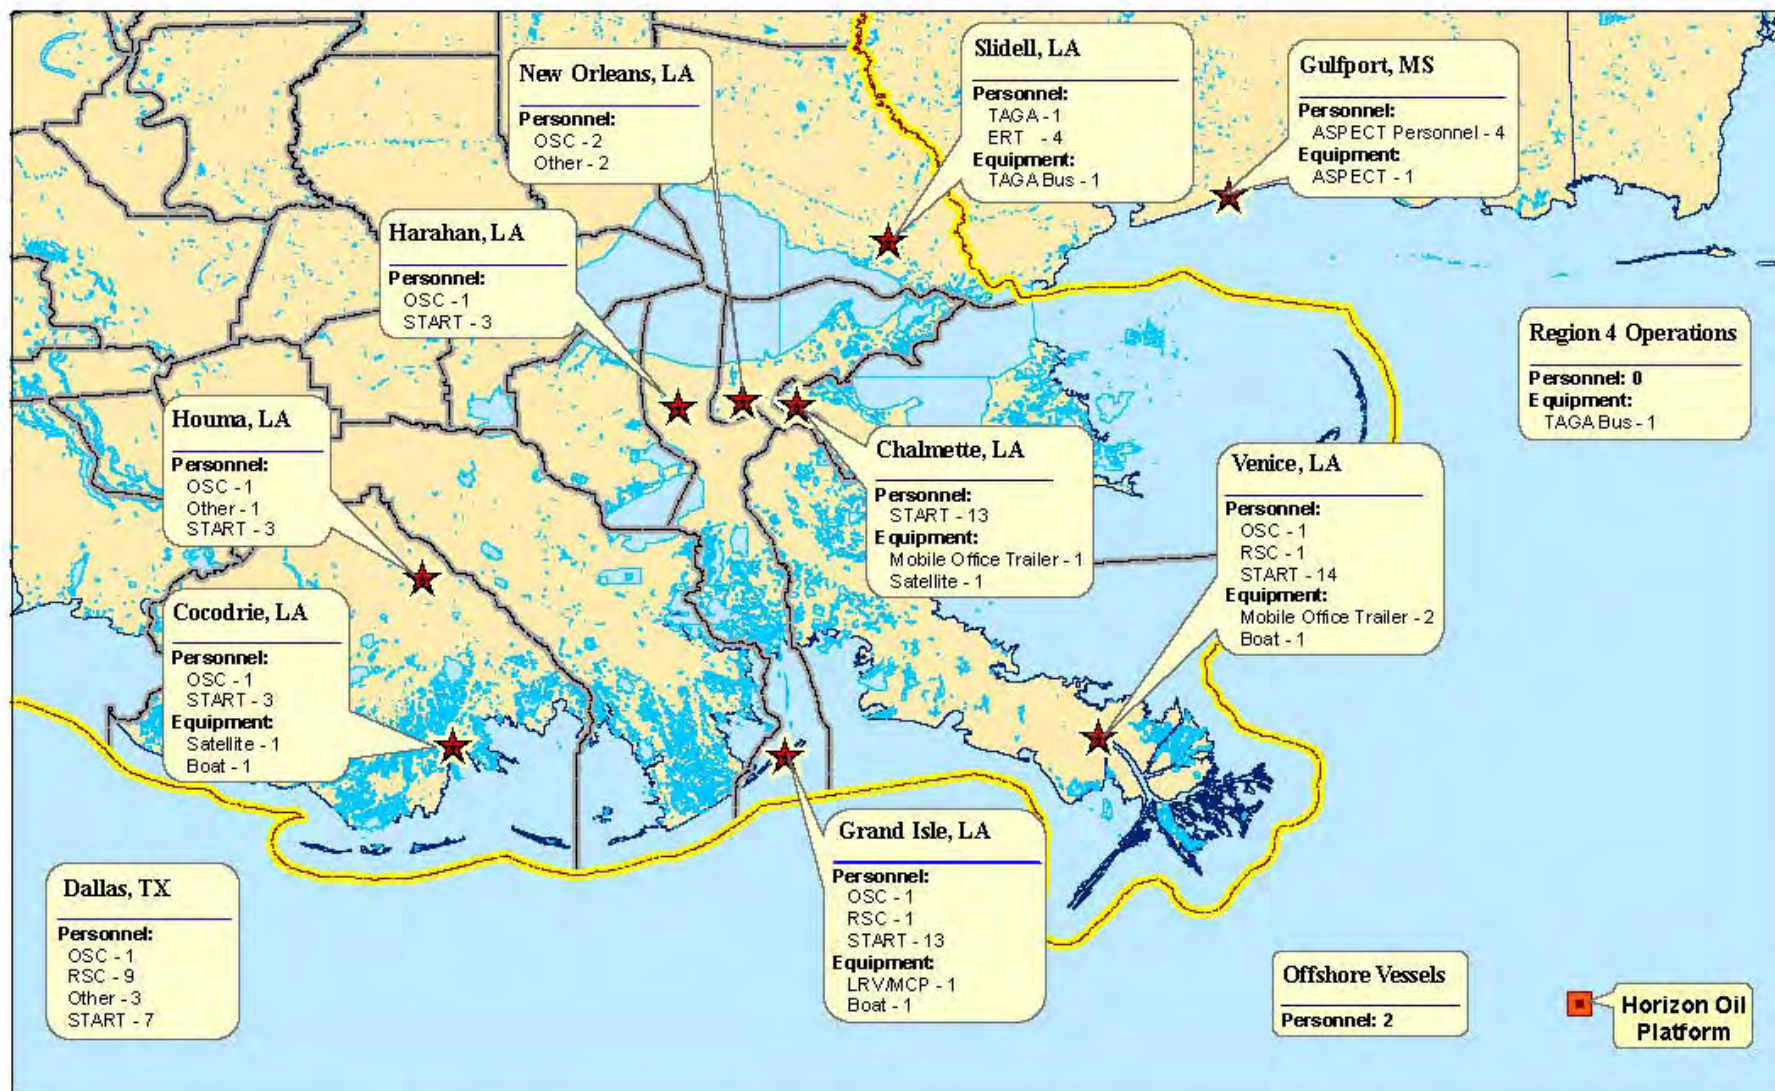 New Orleans, LA
Personnel:
OSC - 2
Other - 2
Slidell, LA
Personnel:
TAGA - 1
ERT - 4
Equipment:
TAGA Bus - 1
Gulfport, MS
Personnel:
ASPECT Personnel - 4
Equipment:
ASPECT - 1
Harahan, LA
Personnel:
OSC - 1
START - 3
Region 4 Operations
Personnel: 0
Equipment:
TAGA Bus - 1
Houma, LA
Personnel:
OSC - 1
Other - 1
START - 3
Chalmette, LA
Personnel:
START - 13
Equipment:
Mobile Office Trailer - 1
Satellite - 1
Venice, LA
Personnel:
OSC - 1
RSC - 1
START - 14
Equipment:
Mobile Office Trailer - 2
Boat - 1
Cocodrie, LA
Personnel:
OSC - 1
START - 3
Equipment:
Satellite - 1
Boat - 1
Grand Isle, LA
Personnel:
OSC - 1
RSC - 1
START - 13
Equipment:
LRV/MCP - 1
Boat - 1
Dallas, TX
Personnel:
OSC - 1
RSC - 9
Other - 3
START - 7
Offshore Vessels
Personnel: 2
Horizon Oil
Platform